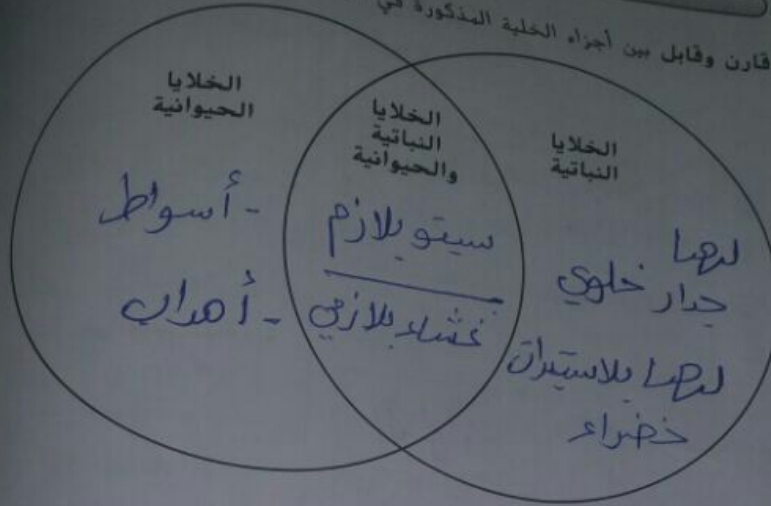 قارن وقابل بين أجزاء الخلية المذكورة في
الخلايا
النباتية
الخلايا
النباتية
والحيوانية
الخلايا
الحيوانية
لها
جدار خلوي
لها بلاستيدات
خضراء
سيتوبلازم
غشاء بلازمي
- أسواط
- أهداب